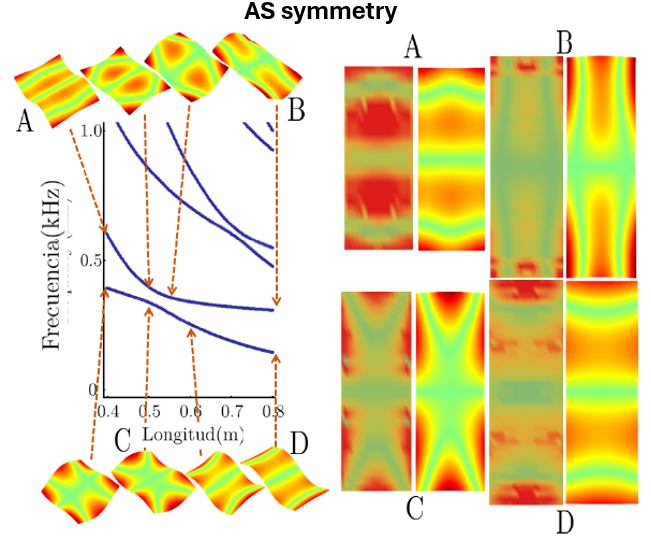 AS symmetry
A
B
A
B
1.0
0.5
0
Frecuencia(kHz)
0.4 0.5 0.6 0.7 0.8
Longitud(m)
C
D
C
D